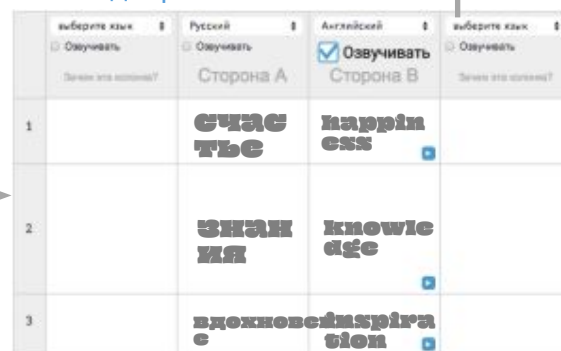 выберите язык Русский Английский выберите язык
Озвучивать Озвучивать Озвучивать Озвучивать
Зачем эта колонка? Сторона A Сторона B Зачем эта колонка?
1 счас happin
тье ess
2 знан knowle
ия dge
3 вдохновени inspira
е tion